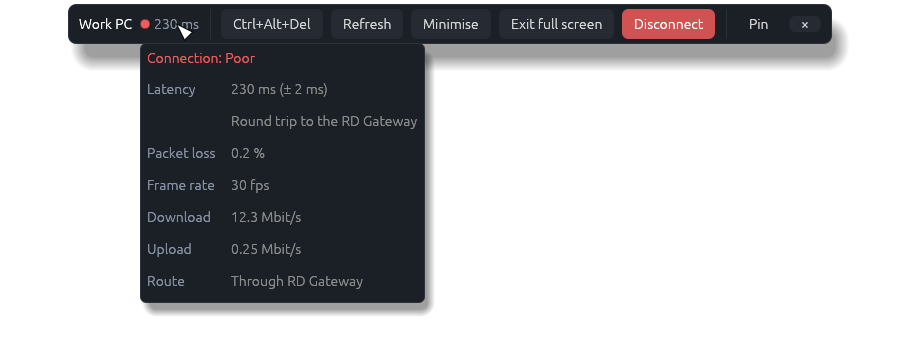 Work PC 230 ms Ctrl+Alt+Del Refresh Minimise Exit full screen Disconnect Pin ×
Connection: Poor
Latency 230 ms (± 2 ms)
Round trip to the RD Gateway
Packet loss 0.2 %
Frame rate 30 fps
Download 12.3 Mbit/s
Upload 0.25 Mbit/s
Route Through RD Gateway